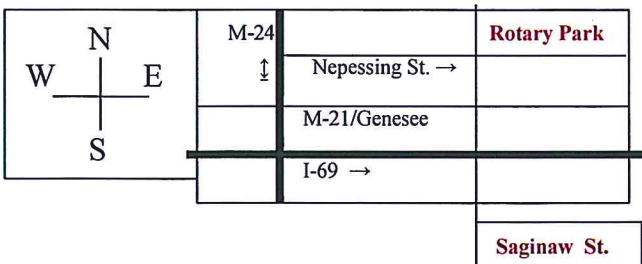 N
W E
S
M-24
Rotary Park
Nepessing St. →
M-21/Genesee
I-69 →
Saginaw St.